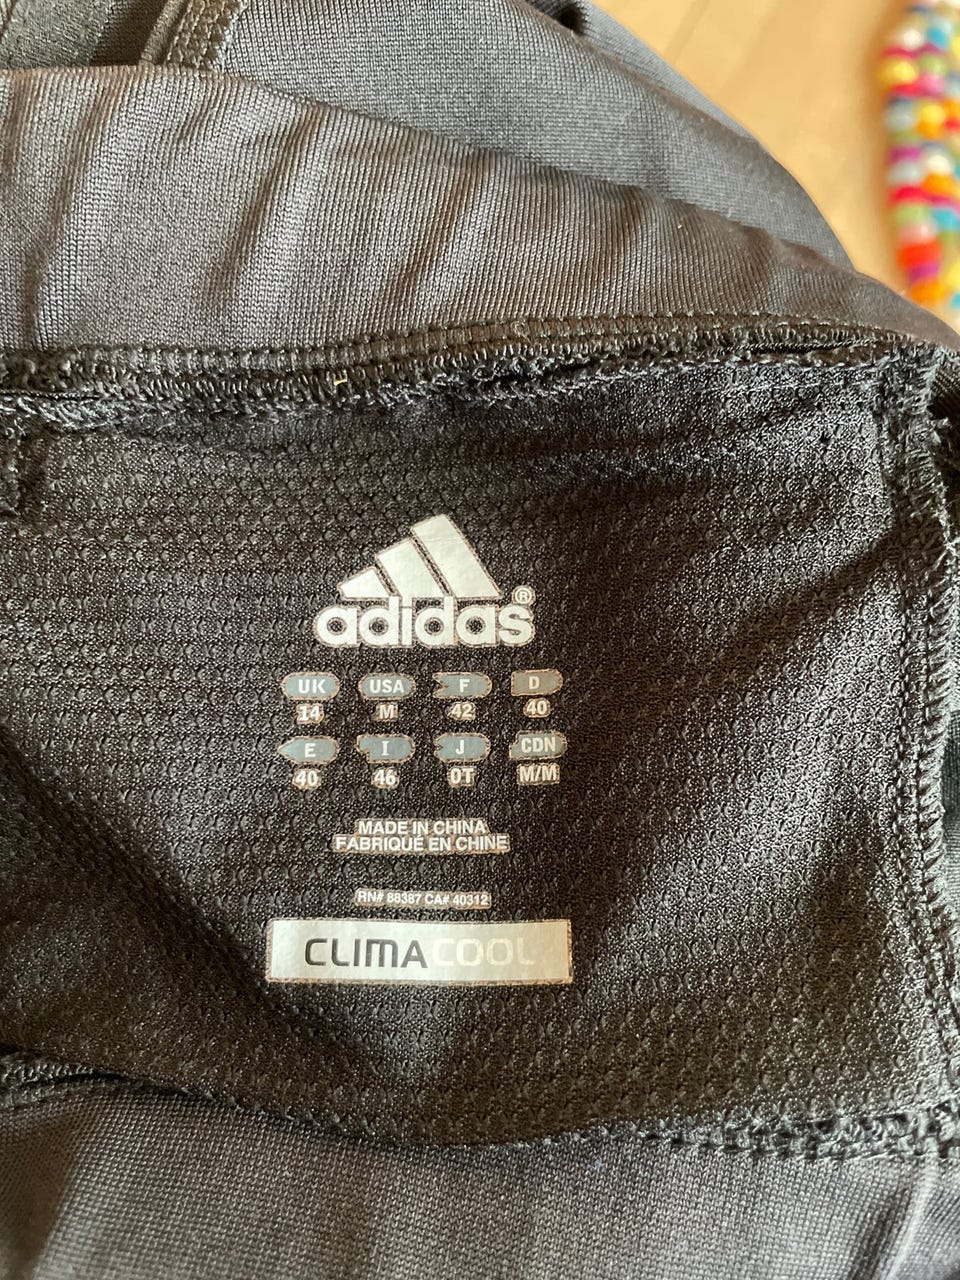 adidas®
UK USA F D
14 M 42 40
E I J CDN
40 46 OT M/M
MADE IN CHINA
FABRIQUÉ EN CHINE
RN# 88387 CA# 40312
CLIMACOOL